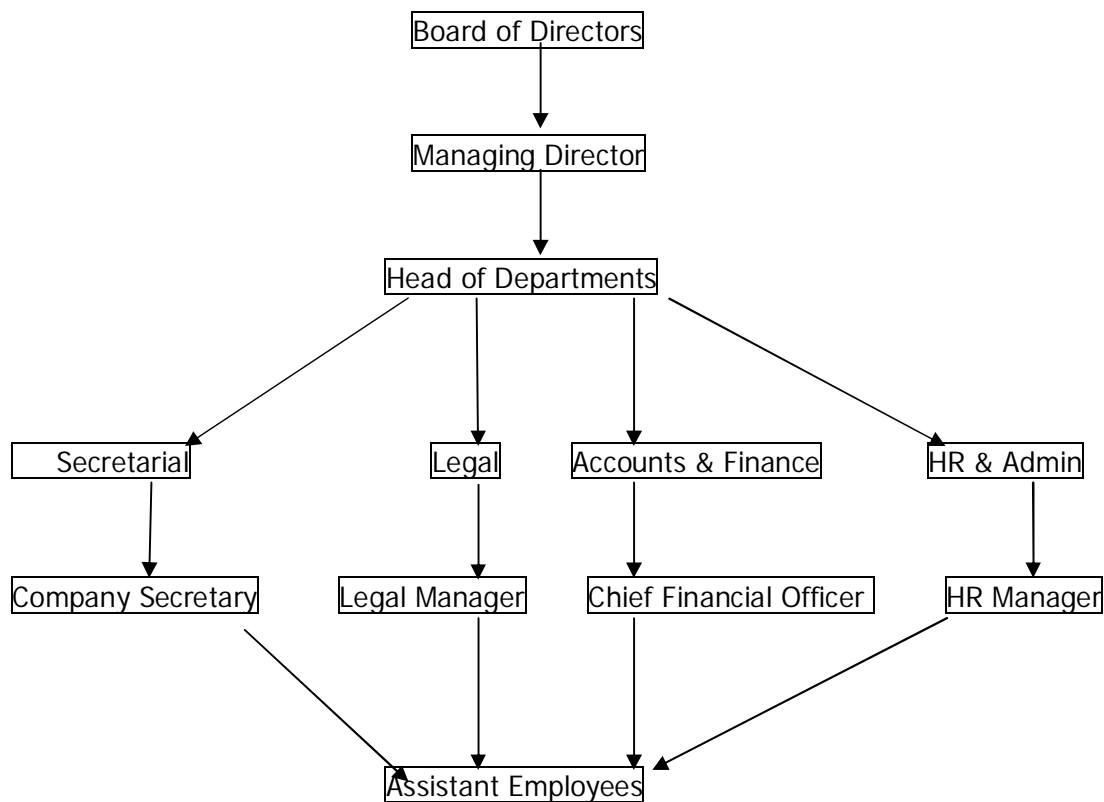 Board of Directors
Managing Director
Head of Departments
Secretarial
Legal
Accounts & Finance
HR & Admin
Company Secretary
Legal Manager
Chief Financial Officer
HR Manager
Assistant Employees